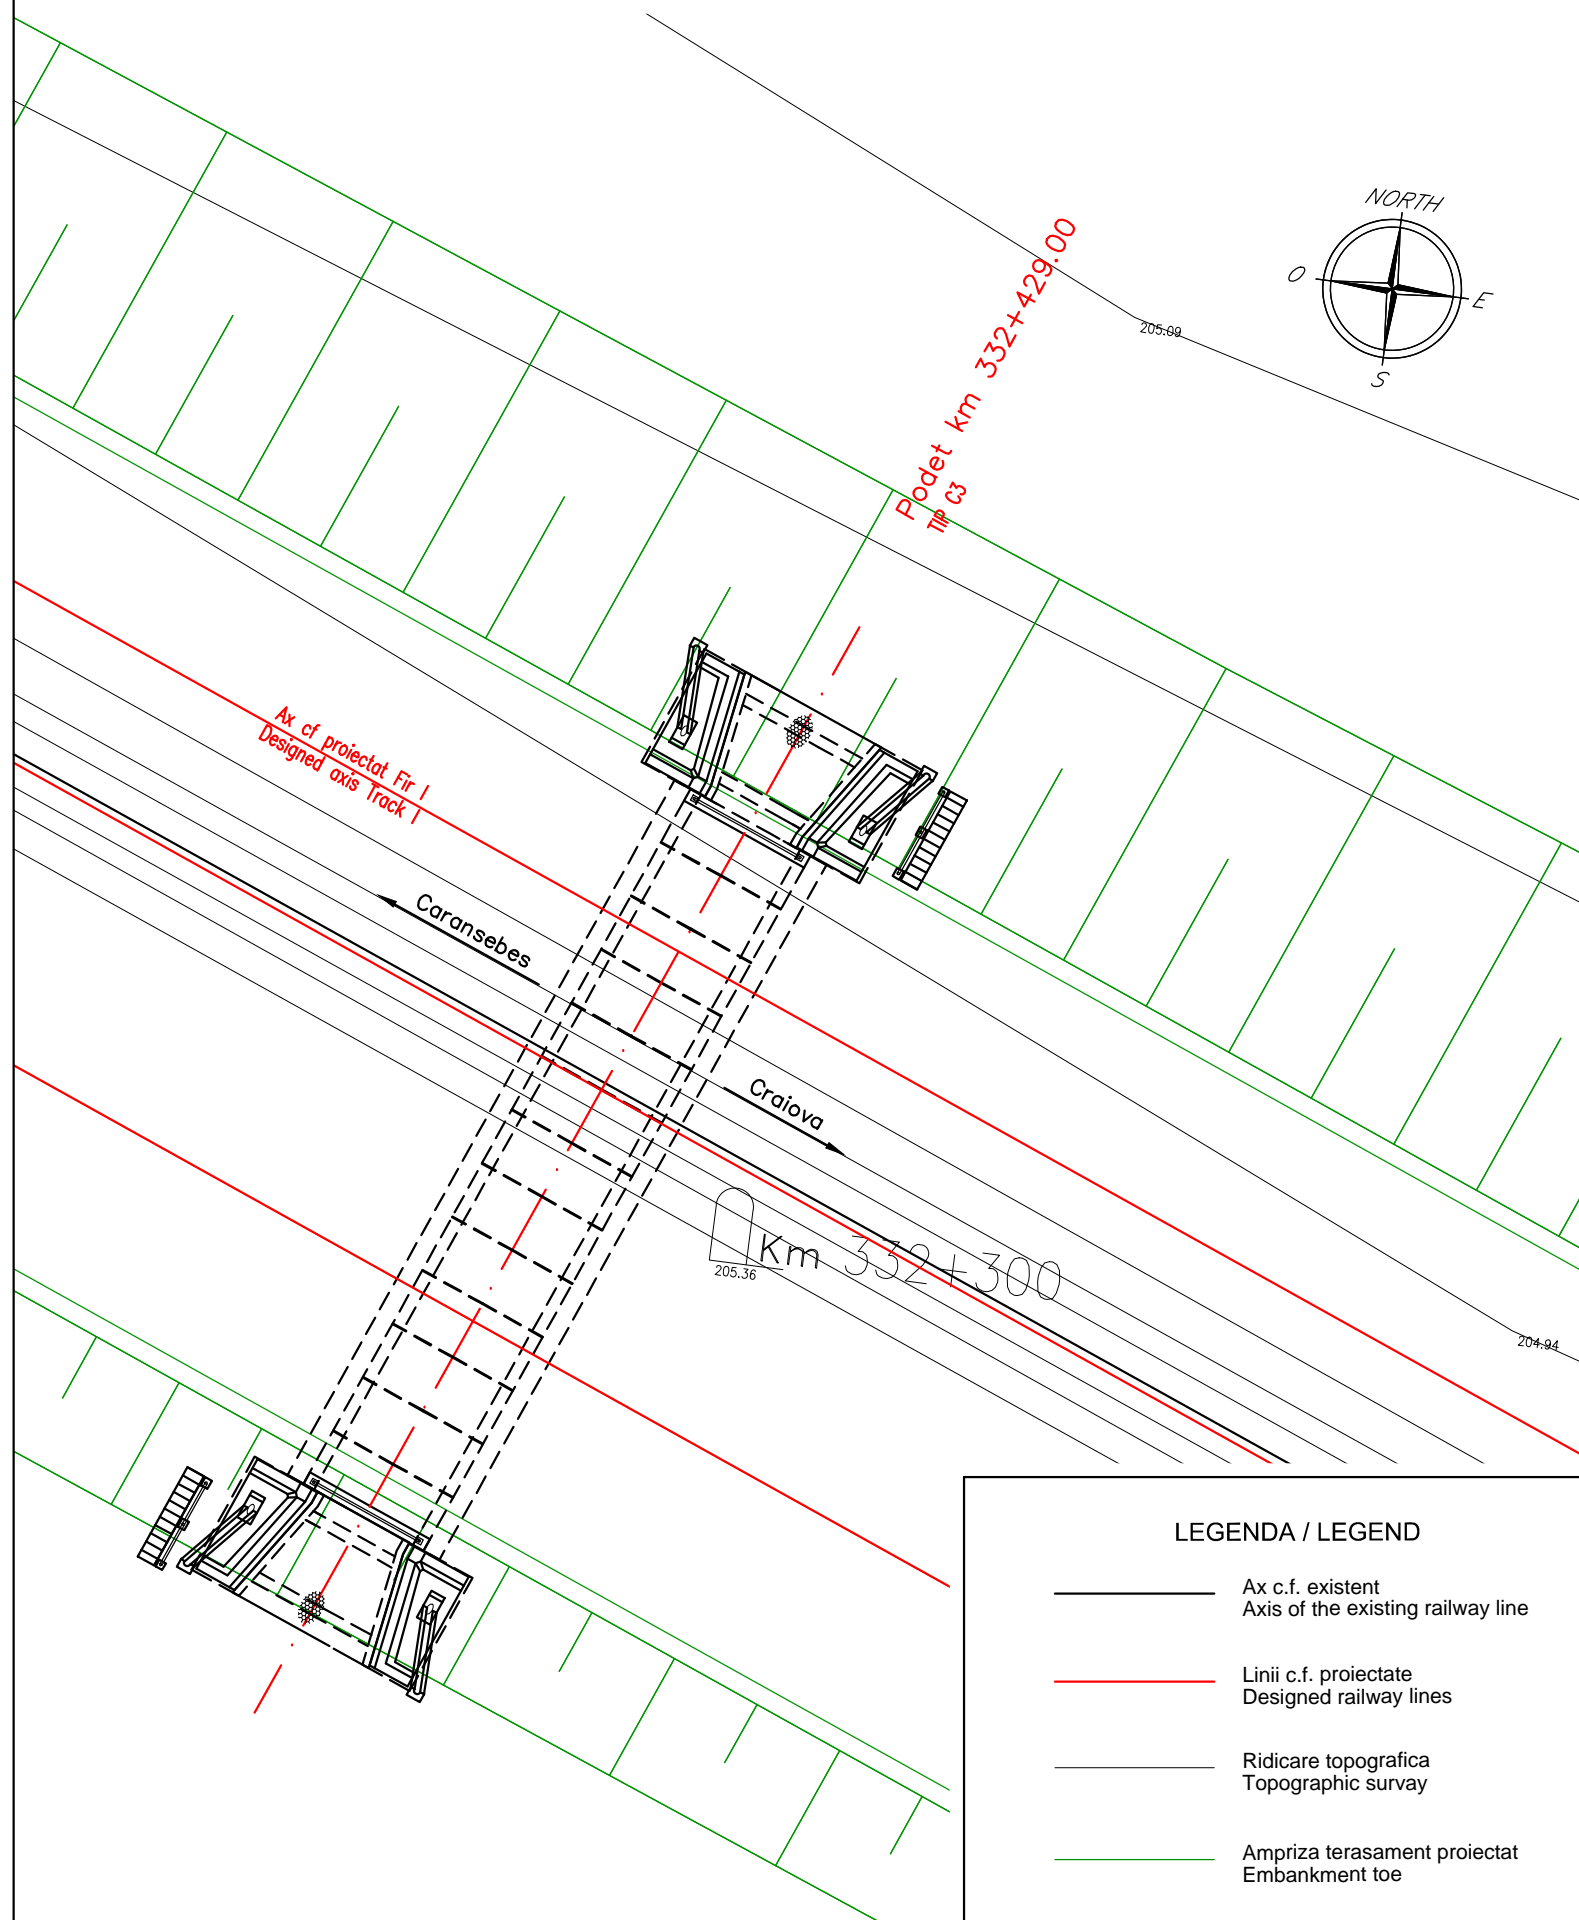 NORTH
O
E
S
Podet km 332+429.00
TIP C3
205.09
Ax cf proiectat Fir I
Designed axis Track I
Caransebes
Craiova
Km 332+300
205.36
204.94
LEGENDA / LEGEND
Ax c.f. existent
Axis of the existing railway line
Linii c.f. proiectate
Designed railway lines
Ridicare topografica
Topographic survay
Ampriza terasament proiectat
Embankment toe